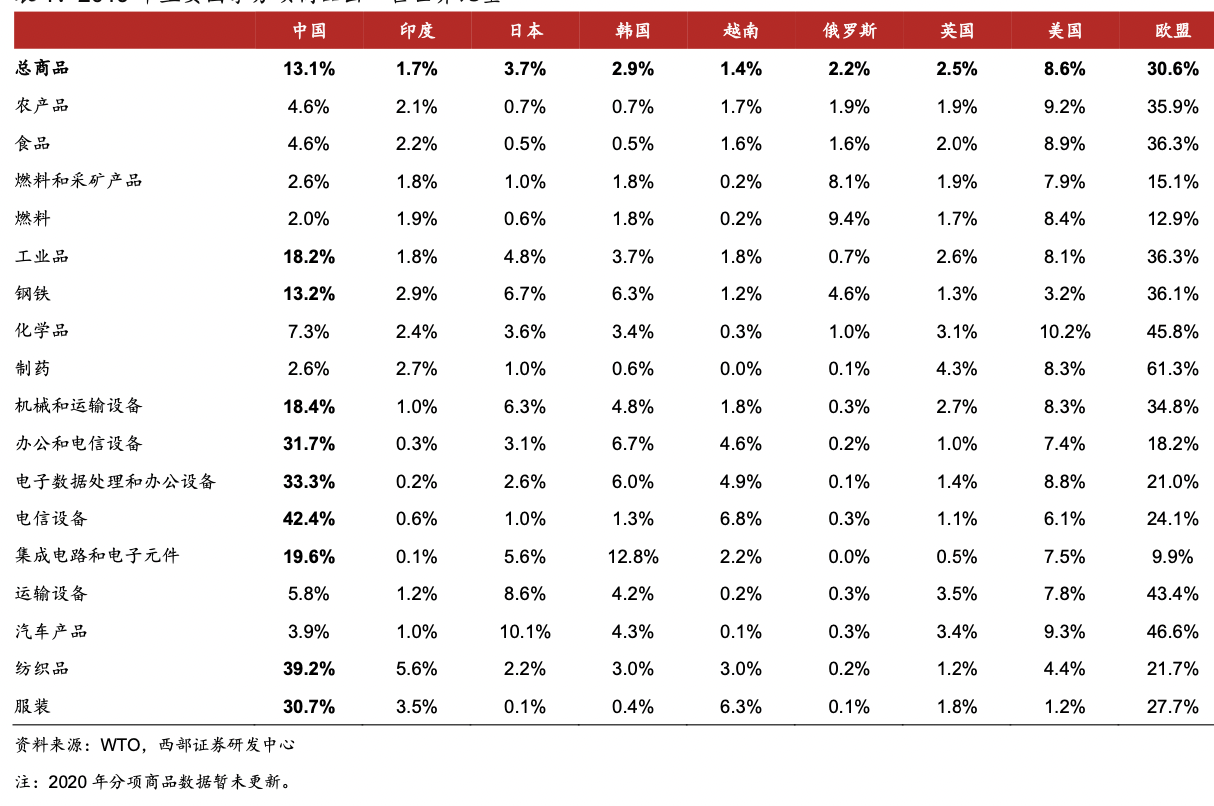 中国 印度 日本 韩国 越南 俄罗斯 英国 美国 欧盟
总商品 13.1% 1.7% 3.7% 2.9% 1.4% 2.2% 2.5% 8.6% 30.6%
农产品 4.6% 2.1% 0.7% 0.7% 1.7% 1.9% 1.9% 9.2% 35.9%
食品 4.6% 2.2% 0.5% 0.5% 1.6% 1.6% 2.0% 8.9% 36.3%
燃料和采矿产品 2.6% 1.8% 1.0% 1.8% 0.2% 8.1% 1.9% 7.9% 15.1%
燃料 2.0% 1.9% 0.6% 1.8% 0.2% 9.4% 1.7% 8.4% 12.9%
工业品 18.2% 1.8% 4.8% 3.7% 1.8% 0.7% 2.6% 8.1% 36.3%
钢铁 13.2% 2.9% 6.7% 6.3% 1.2% 4.6% 1.3% 3.2% 36.1%
化学品 7.3% 2.4% 3.6% 3.4% 0.3% 1.0% 3.1% 10.2% 45.8%
制药 2.6% 2.7% 1.0% 0.6% 0.0% 0.1% 4.3% 8.3% 61.3%
机械和运输设备 18.4% 1.0% 6.3% 4.8% 1.8% 0.3% 2.7% 8.3% 34.8%
办公和电信设备 31.7% 0.3% 3.1% 6.7% 4.6% 0.2% 1.0% 7.4% 18.2%
电子数据处理和办公设备 33.3% 0.2% 2.6% 6.0% 4.9% 0.1% 1.4% 8.8% 21.0%
电信设备 42.4% 0.6% 1.0% 1.3% 6.8% 0.3% 1.1% 6.1% 24.1%
集成电路和电子元件 19.6% 0.1% 5.6% 12.8% 2.2% 0.0% 0.5% 7.5% 9.9%
运输设备 5.8% 1.2% 8.6% 4.2% 0.2% 0.3% 3.5% 7.8% 43.4%
汽车产品 3.9% 1.0% 10.1% 4.3% 0.1% 0.3% 3.4% 9.3% 46.6%
纺织品 39.2% 5.6% 2.2% 3.0% 3.0% 0.2% 1.2% 4.4% 21.7%
服装 30.7% 3.5% 0.1% 0.4% 6.3% 0.1% 1.8% 1.2% 27.7%
资料来源：WTO，西部证券研发中心
注：2020 年分项商品数据暂未更新。